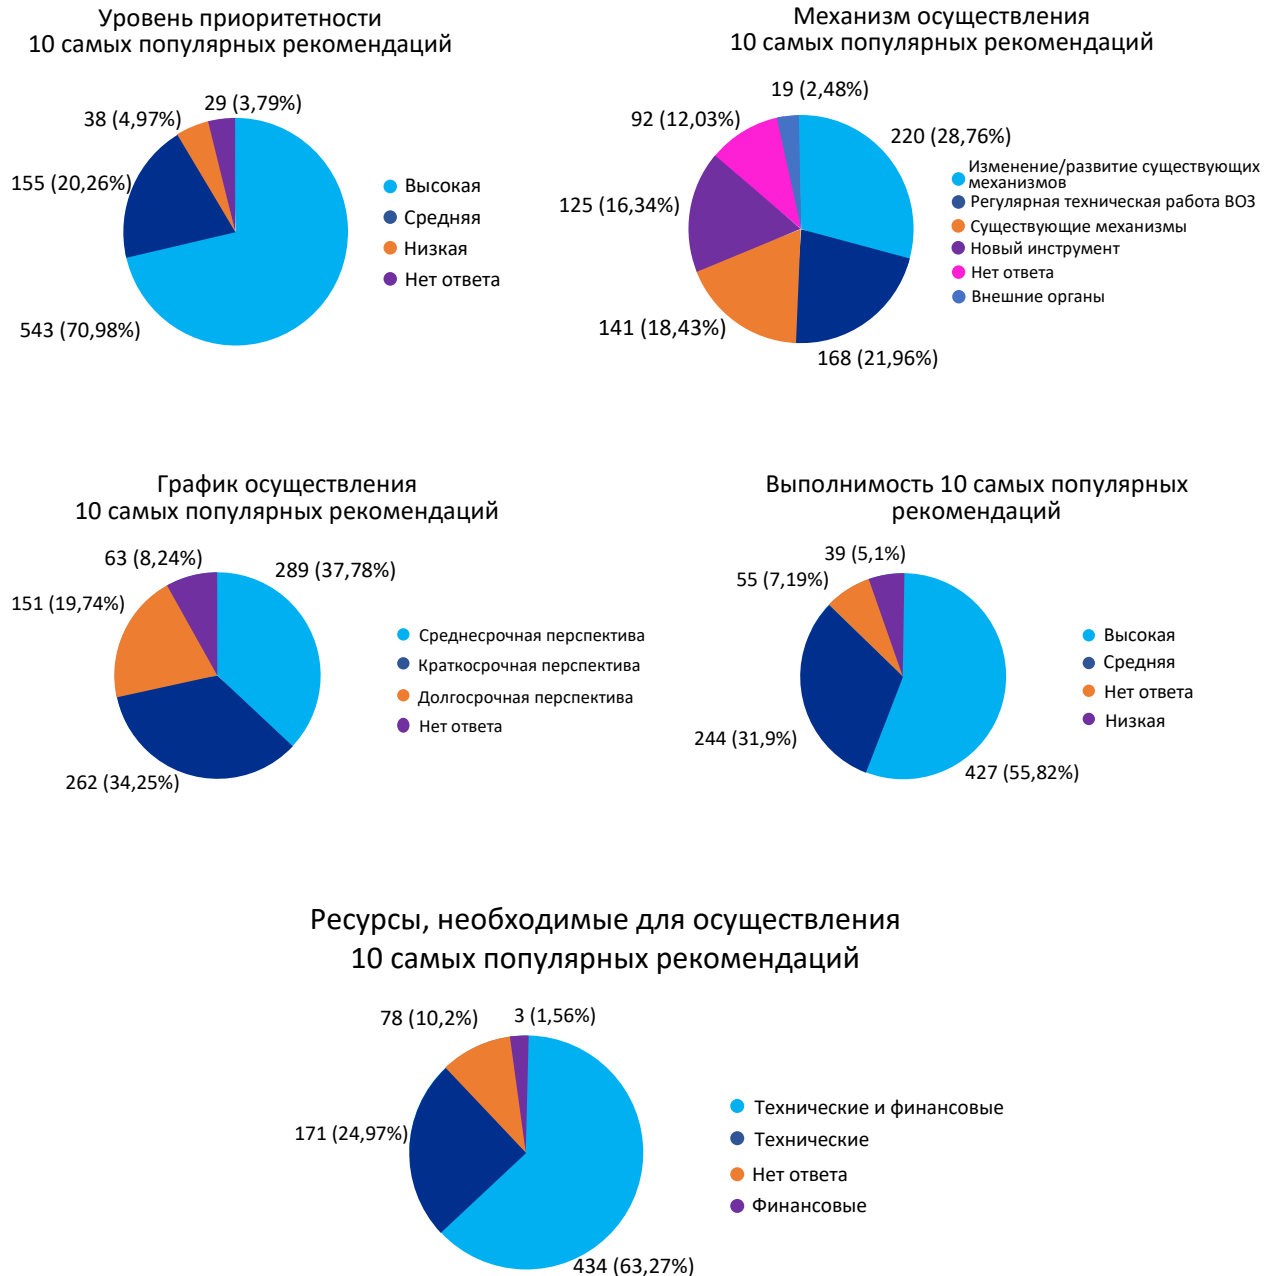 Уровень приоритетности
10 самых популярных рекомендаций
29 (3,79%)
38 (4,97%)
155 (20,26%)
543 (70,98%)
Высокая
Средняя
Низкая
Нет ответа
Механизм осуществления
10 самых популярных рекомендаций
19 (2,48%)
92 (12,03%)
220 (28,76%)
125 (16,34%)
141 (18,43%)
168 (21,96%)
Изменение/развитие существующих
механизмов
Регулярная техническая работа ВОЗ
Существующие механизмы
Новый инструмент
Нет ответа
Внешние органы
График осуществления
10 самых популярных рекомендаций
63 (8,24%)
289 (37,78%)
151 (19,74%)
262 (34,25%)
Среднесрочная перспектива
Краткосрочная перспектива
Долгосрочная перспектива
Нет ответа
Выполнимость 10 самых популярных
рекомендаций
39 (5,1%)
55 (7,19%)
244 (31,9%)
427 (55,82%)
Высокая
Средняя
Нет ответа
Низкая
Ресурсы, необходимые для осуществления
10 самых популярных рекомендаций
78 (10,2%)
3 (1,56%)
171 (24,97%)
434 (63,27%)
Технические и финансовые
Технические
Нет ответа
Финансовые